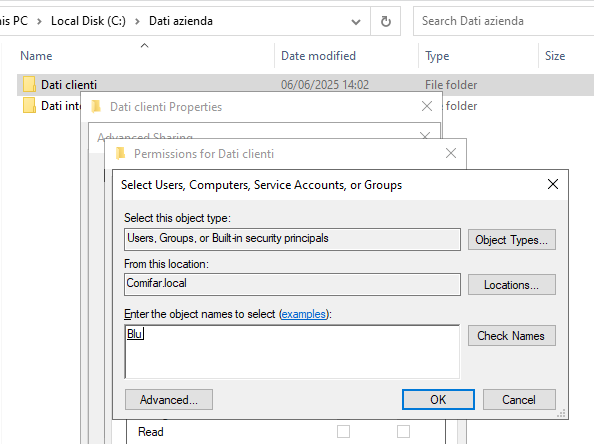 his PC > Local Disk (C:) > Dati azienda
Search Dati azienda
Name Date modified Type Size
Dati clienti 06/06/2025 14:02 File folder
Dati inte
folder
Dati clienti Properties
Advanced Sharing
Permissions for Dati clienti
Select Users, Computers, Service Accounts, or Groups
Select this object type:
Users, Groups, or Built-in security principals
Object Types...
From this location:
Comifar.local
Locations...
Enter the object names to select (examples):
Blu
Check Names
Advanced...
OK
Cancel
Read